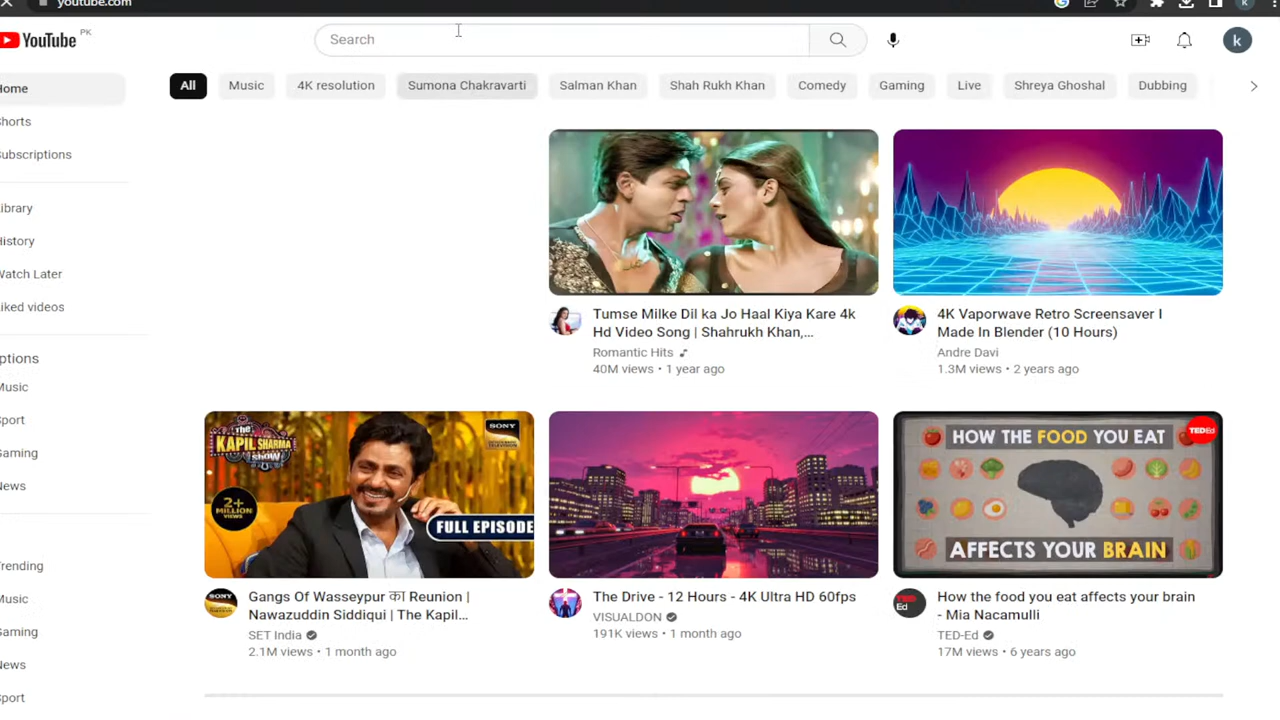 youtube.com
YouTube PK
Search
k
k
All
Music
4K resolution
Sumona Chakravarti
Salman Khan
Shah Rukh Khan
Comedy
Gaming
Live
Shreya Ghoshal
Dubbing
ome
horts
ubscriptions
ibrary
istory
atch Later
iked videos
ptions
usic
port
aming
ews
rending
usic
aming
ews
port
Tumse Milke Dil ka Jo Haal Kiya Kare 4k
Hd Video Song | Shahrukh Khan,...
Romantic Hits
40M views • 1 year ago
4K Vaporwave Retro Screensaver I
Made In Blender (10 Hours)
Andre Davi
1.3M views • 2 years ago
The
KAPIL SHARMA
SHOW
SONY
2+
MILLION
VIEWS
FULL EPISODE
Gangs Of Wasseypur का Reunion |
Nawazuddin Siddiqui | The Kapil...
SET India
2.1M views • 1 month ago
The Drive - 12 Hours - 4K Ultra HD 60fps
VISUALDON
191K views • 1 month ago
TED Ed
HOW THE FOOD YOU EAT
AFFECTS YOUR BRAIN
How the food you eat affects your brain
- Mia Nacamulli
TED-Ed
17M views • 6 years ago